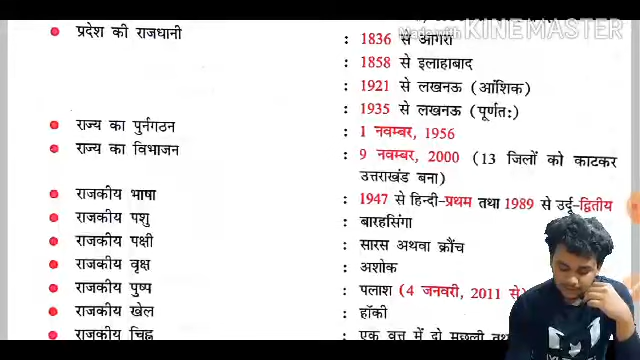 Made with KINEMASTER
प्रदेश की राजधानी : 1836 से आगरा
: 1858 से इलाहाबाद
: 1921 से लखनऊ (आंशिक)
: 1935 से लखनऊ (पूर्णत:)
राज्य का पुर्नगठन : 1 नवम्बर, 1956
राज्य का विभाजन : 9 नवम्बर, 2000 (13 जिलों को काटकर
उत्तराखंड बना)
राजकीय भाषा : 1947 से हिन्दी-प्रथम तथा 1989 से उर्दू-द्वितीय
राजकीय पशु : बारहसिंगा
राजकीय पक्षी : सारस अथवा क्रौंच
राजकीय वृक्ष : अशोक
राजकीय पुष्प : पलाश (4 जनवरी, 2011 से)
राजकीय खेल : हॉकी
राजकीय चिह्न : एक वृत्त में दो मछली